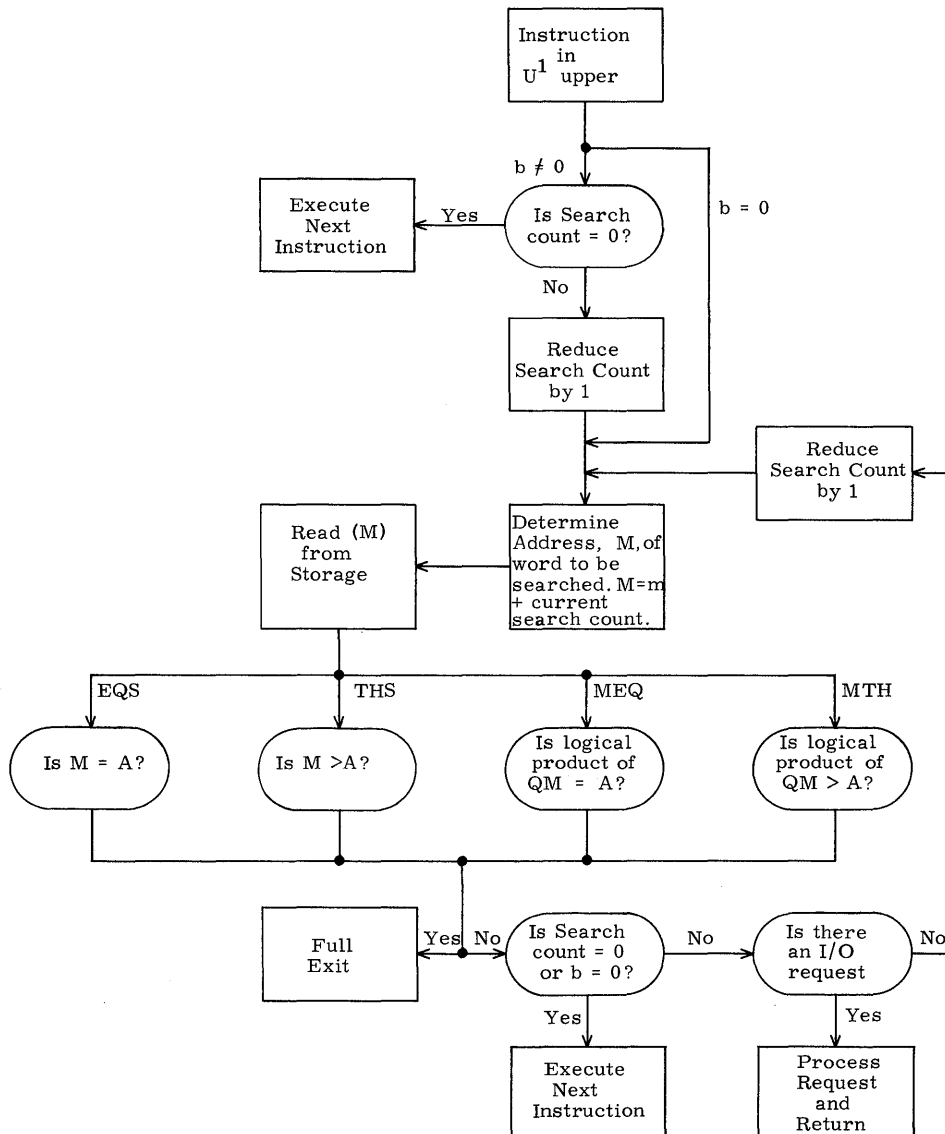 Instruction
in
U1 upper
b ≠ 0
b = 0
Execute
Next
Instruction
Yes
Is Search
count = 0?
No
Reduce
Search Count
by 1
Reduce
Search Count
by 1
Read (M)
from
Storage
Determine
Address, M, of
word to be
searched. M=m
+ current
search count.
EQS
THS
MEQ
MTH
Is M = A?
Is M >A?
Is logical
product of
QM = A?
Is logical
product of
QM > A?
Full
Exit
Yes
No
Is Search
count = 0
or b = 0?
No
Is there
an I/O
request
No
Yes
Yes
Execute
Next
Instruction
Process
Request
and
Return